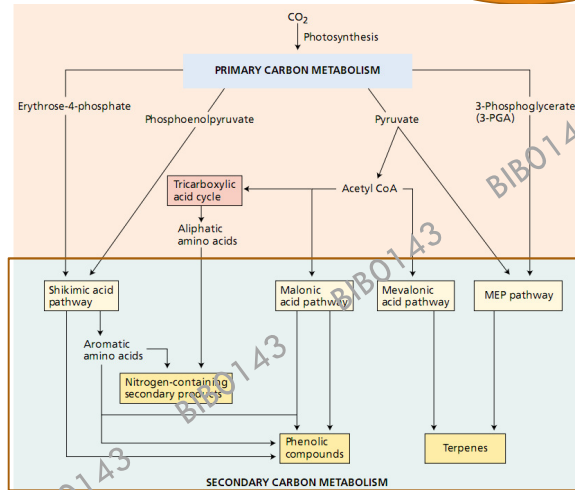 CO₂
Photosynthesis
PRIMARY CARBON METABOLISM
Erythrose-4-phosphate
Phosphoenolpyruvate
Pyruvate
3-Phosphoglycerate
(3-PGA)
BIBO143
Tricarboxylic
acid cycle
Acetyl CoA
Aliphatic
amino acids
BIBO143
Shikimic acid
pathway
Malonic
acid pathway
Mevalonic
acid pathway
MEP pathway
Aromatic
amino acids
Nitrogen-containing
secondary products
BIBO143
Phenolic
compounds
Terpenes
BIBO143
SECONDARY CARBON METABOLISM